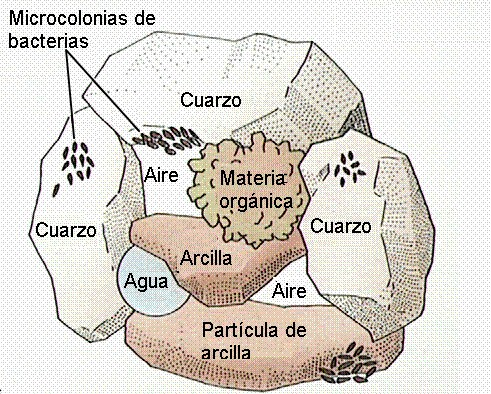 Microcolonias de
bacterias
Cuarzo
Aire
Materia
orgánica
Cuarzo
Cuarzo
Arcilla
Agua
Aire
Partícula de
arcilla